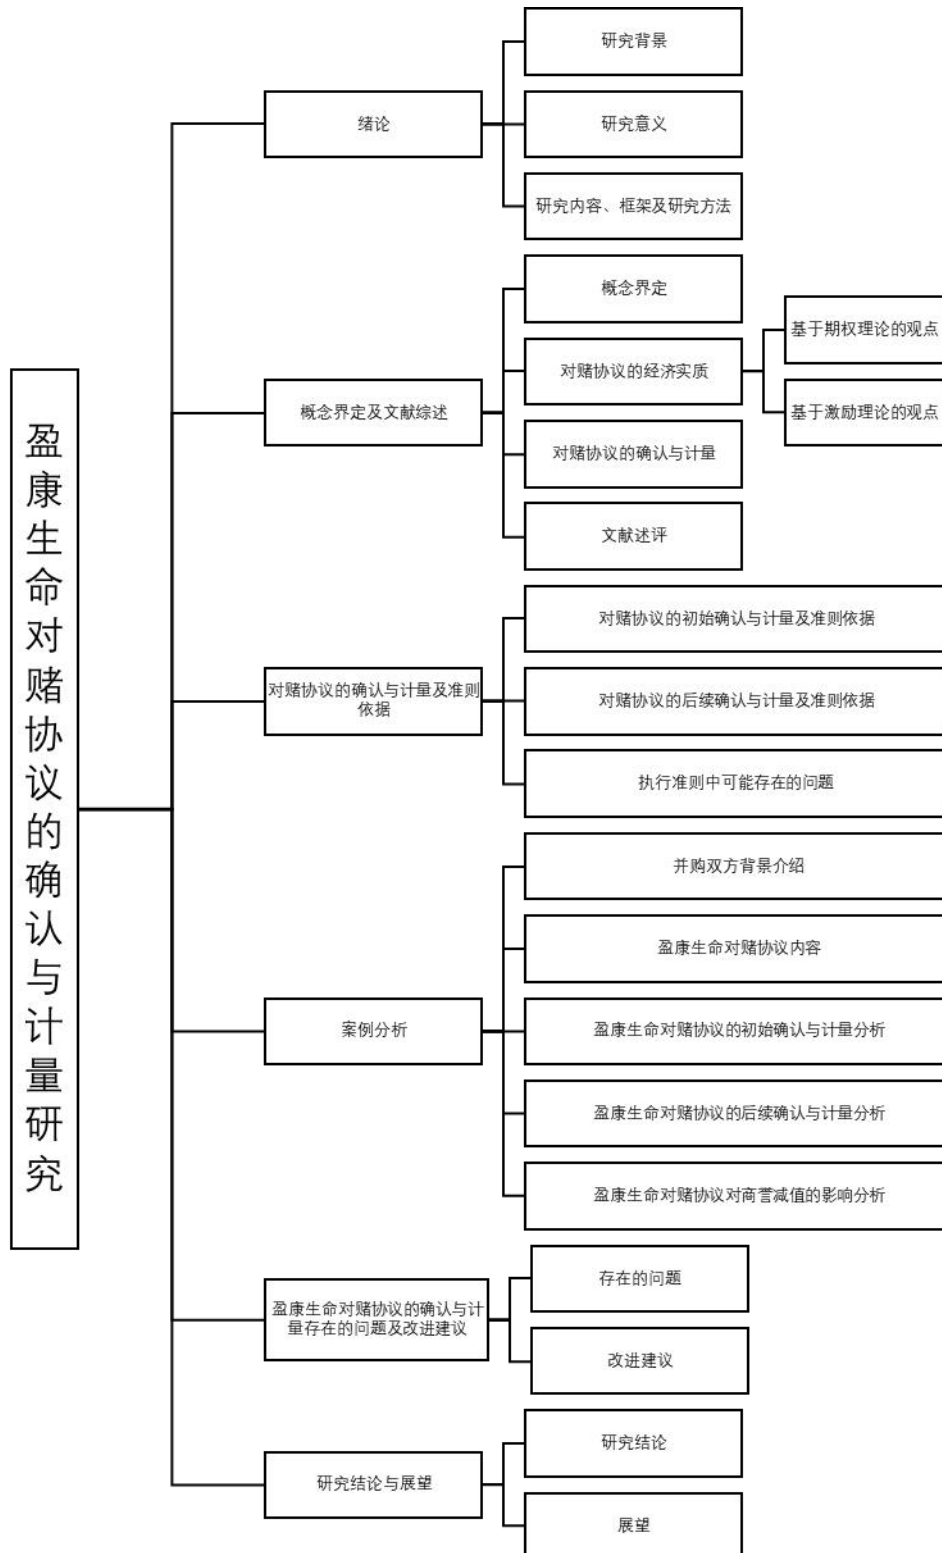 盈康生命对赌协议的确认与计量研究
绪论
研究背景
研究意义
研究内容、框架及研究方法
概念界定及文献综述
概念界定
对赌协议的经济实质
基于期权理论的观点
基于激励理论的观点
对赌协议的确认与计量
文献述评
对赌协议的确认与计量及准则
依据
对赌协议的初始确认与计量及准则依据
对赌协议的后续确认与计量及准则依据
执行准则中可能存在的问题
案例分析
并购双方背景介绍
盈康生命对赌协议内容
盈康生命对赌协议的初始确认与计量分析
盈康生命对赌协议的后续确认与计量分析
盈康生命对赌协议对商誉减值的影响分析
盈康生命对赌协议的确认与计
量存在的问题及改进建议
存在的问题
改进建议
研究结论与展望
研究结论
展望